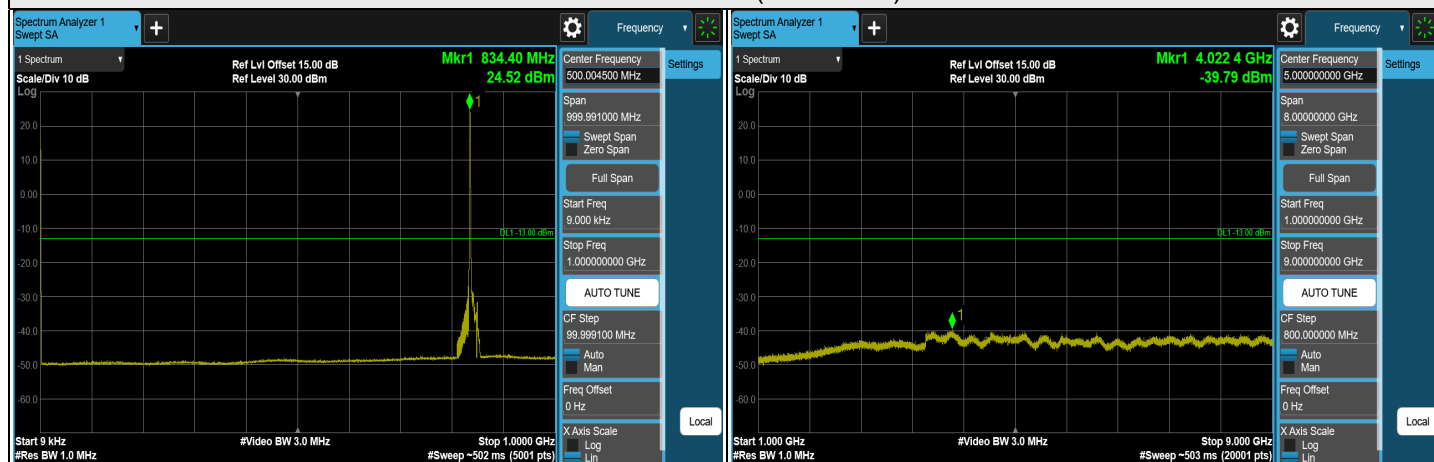 Spectrum Analyzer 1
Swept SA
+
Frequency
1 Spectrum
Scale/Div 10 dB
Log
Ref Lvl Offset 15.00 dB
Ref Level 30.00 dBm
Mkr1 834.40 MHz
24.52 dBm
1
20.0
10.0
0.00
-10.0
-20.0
-30.0
-40.0
-50.0
-60.0
DL1 -13.00 dBm
Start 9 kHz
#Res BW 1.0 MHz
#Video BW 3.0 MHz
Stop 1.0000 GHz
#Sweep ~502 ms (5001 pts)
Center Frequency
500.004500 MHz
Settings
Span
999.991000 MHz
Swept Span
Zero Span
Full Span
Start Freq
9.000 kHz
Stop Freq
1.000000000 GHz
AUTO TUNE
CF Step
99.999100 MHz
Auto
Man
Freq Offset
0 Hz
X Axis Scale
Log
Lin
Local
Spectrum Analyzer 1
Swept SA
+
Frequency
1 Spectrum
Scale/Div 10 dB
Log
Ref Lvl Offset 15.00 dB
Ref Level 30.00 dBm
Mkr1 4.022 4 GHz
-39.79 dBm
1
20.0
10.0
0.00
-10.0
-20.0
-30.0
-40.0
-50.0
-60.0
DL1 -13.00 dBm
Start 1.000 GHz
#Res BW 1.0 MHz
#Video BW 3.0 MHz
Stop 9.000 GHz
#Sweep ~503 ms (20001 pts)
Center Frequency
5.000000000 GHz
Settings
Span
8.00000000 GHz
Swept Span
Zero Span
Full Span
Start Freq
1.000000000 GHz
Stop Freq
9.000000000 GHz
AUTO TUNE
CF Step
800.000000 MHz
Auto
Man
Freq Offset
0 Hz
X Axis Scale
Log
Lin
Local